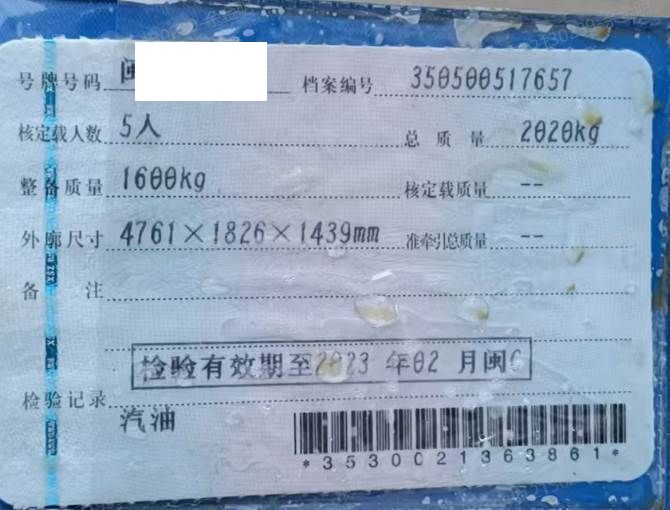 号牌号码 闽 档案编号 350500517657
核定载人数 5人 总质量 2020kg
整备质量 1600kg 核定载质量 --
外廓尺寸 4761×1826×1439mm 准牵引总质量 --
备注
检验有效期至2023年02月闽C
检验记录
汽油
*3530021363861*